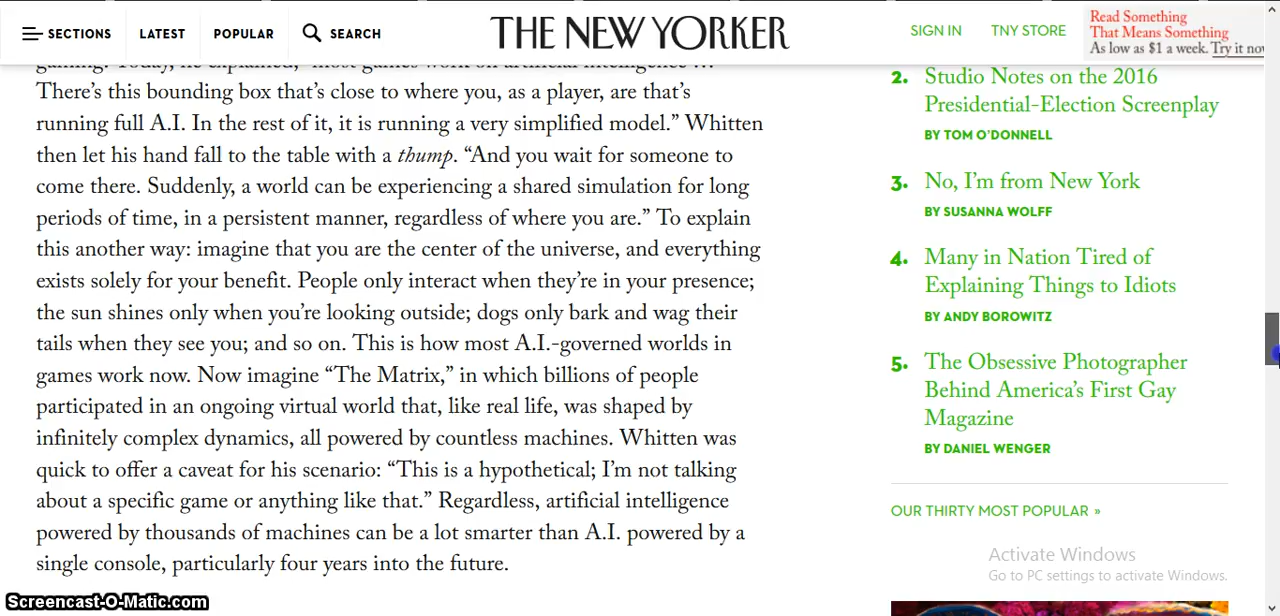 SECTIONS
LATEST
POPULAR
SEARCH
THE NEW YORKER
SIGN IN
TNY STORE
Read Something
That Means Something
As low as $1 a week. Try it now
gaming. Today, he explained, “most games work on artificial intelligence …
There’s this bounding box that’s close to where you, as a player, are that’s
running full A.I. In the rest of it, it is running a very simplified model.” Whitten
then let his hand fall to the table with a thump. “And you wait for someone to
come there. Suddenly, a world can be experiencing a shared simulation for long
periods of time, in a persistent manner, regardless of where you are.” To explain
this another way: imagine that you are the center of the universe, and everything
exists solely for your benefit. People only interact when they’re in your presence;
the sun shines only when you’re looking outside; dogs only bark and wag their
tails when they see you; and so on. This is how most A.I.-governed worlds in
games work now. Now imagine “The Matrix,” in which billions of people
participated in an ongoing virtual world that, like real life, was shaped by
infinitely complex dynamics, all powered by countless machines. Whitten was
quick to offer a caveat for his scenario: “This is a hypothetical; I’m not talking
about a specific game or anything like that.” Regardless, artificial intelligence
powered by thousands of machines can be a lot smarter than A.I. powered by a
single console, particularly four years into the future.
2. Studio Notes on the 2016
Presidential-Election Screenplay
BY TOM O’DONNELL
3. No, I’m from New York
BY SUSANNA WOLFF
4. Many in Nation Tired of
Explaining Things to Idiots
BY ANDY BOROWITZ
5. The Obsessive Photographer
Behind America’s First Gay
Magazine
BY DANIEL WENGER
OUR THIRTY MOST POPULAR »
Activate Windows
Go to PC settings to activate Windows.
Screencast-O-Matic.com